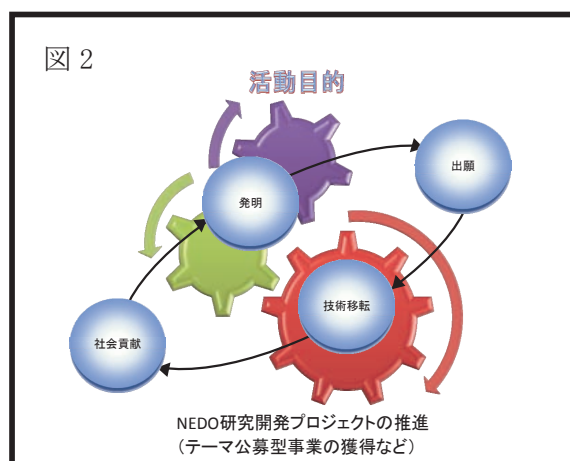 図 2
活動目的
発明
出願
技術移転
社会貢献
NEDO研究開発プロジェクトの推進
(テーマ公募型事業の獲得など)